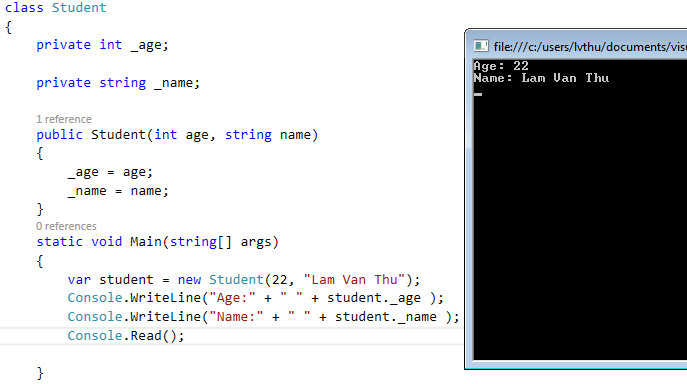 class Student
{
private int _age;
private string _name;
1 reference
public Student(int age, string name)
{
_age = age;
_name = name;
}
0 references
static void Main(string[] args)
{
var student = new Student(22, "Lam Van Thu");
Console.WriteLine("Age:" + " " + student._age );
Console.WriteLine("Name:" + " " + student._name );
Console.Read();
}
file:///c:/users/lvthu/documents/visu
Age: 22
Name: Lam Van Thu